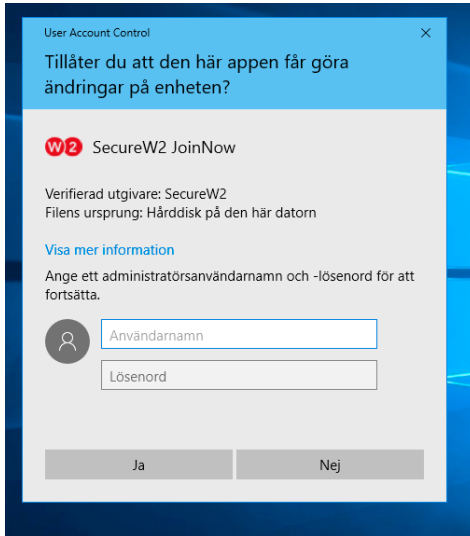 User Account Control
Tillåter du att den här appen får göra
ändringar på enheten?
W2 SecureW2 JoinNow
Verifierad utgivare: SecureW2
Filens ursprung: Hårddisk på den här datorn
Visa mer information
Ange ett administratörsanvändarnamn och -lösenord för att
fortsätta.
Användarnamn
Lösenord
Ja
Nej